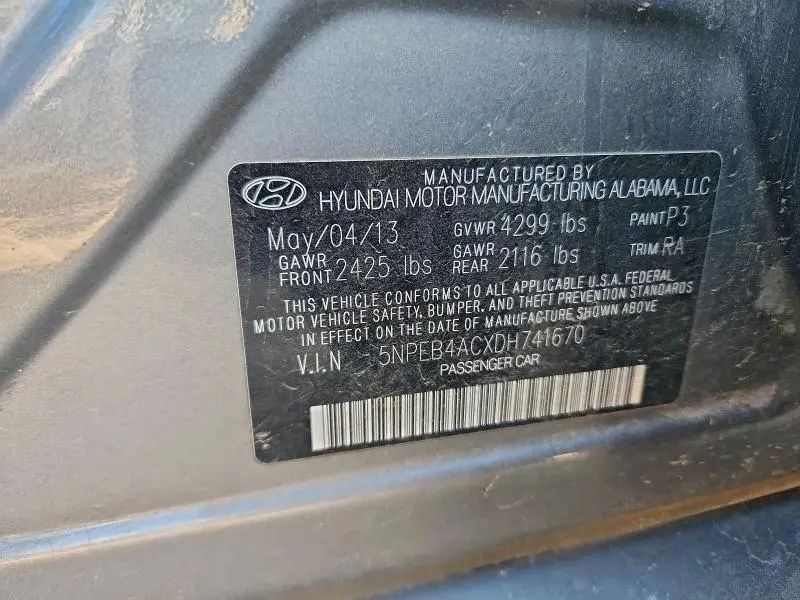 MANUFACTURED BY
HYUNDAI MOTOR MANUFACTURING ALABAMA, LLC
May/04/13 GVWR 4299 lbs PAINT P3
GAWR FRONT 2425 lbs GAWR REAR 2116 lbs TRIM RA
THIS VEHICLE CONFORMS TO ALL APPLICABLE U.S.A. FEDERAL
MOTOR VEHICLE SAFETY, BUMPER, AND THEFT PREVENTION STANDARDS
IN EFFECT ON THE DATE OF MANUFACTURE SHOWN ABOVE.
V.I.N 5NPEB4ACXDH741670
PASSENGER CAR